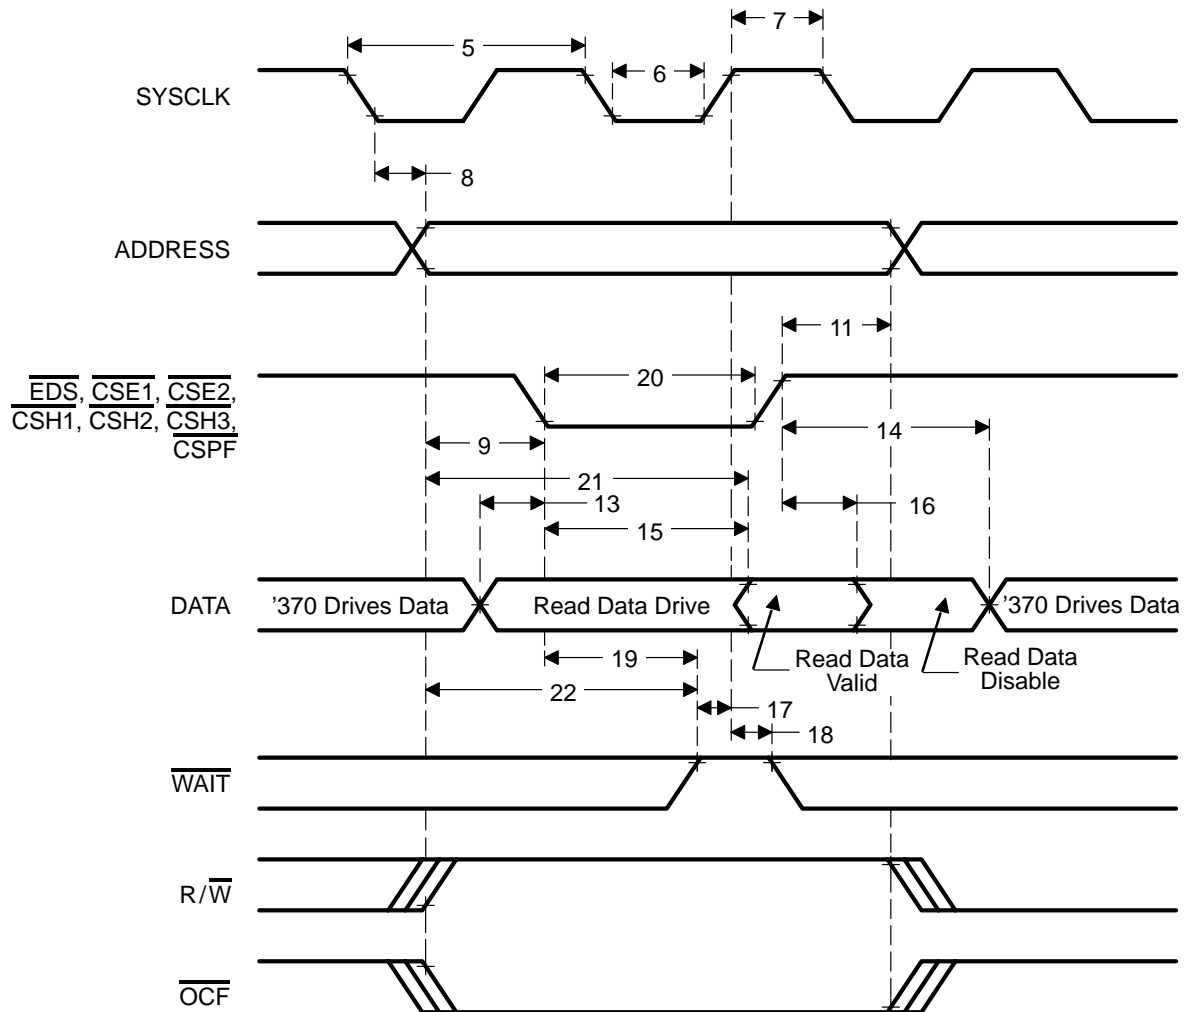 7
5
6
SYSCLK
8
ADDRESS
11
20
EDS, CSE1, CSE2,
CSH1, CSH2, CSH3,
CSPF
14
9
21
13
16
15
DATA
'370 Drives Data
Read Data Drive
'370 Drives Data
19
Read Data
Valid
Read Data
Disable
22
17
18
WAIT
R/W
OCF